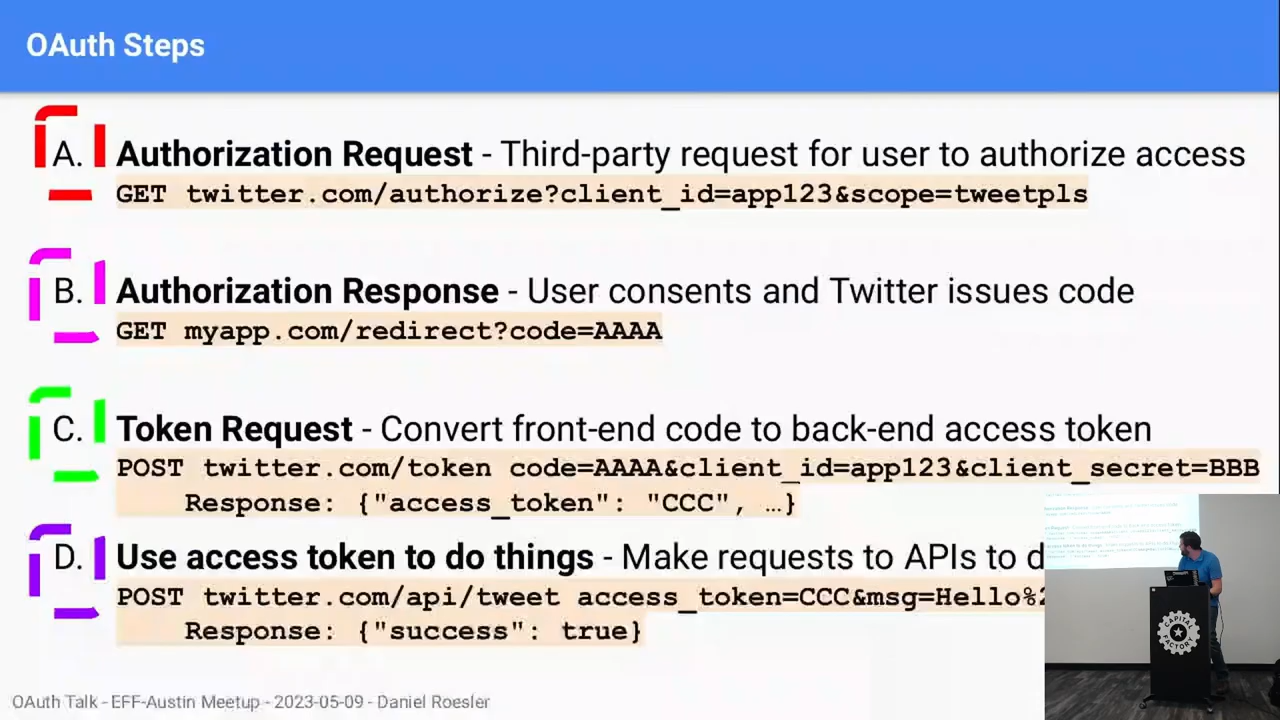 OAuth Steps
A. Authorization Request - Third-party request for user to authorize access
GET twitter.com/authorize?client_id=app123&scope=tweetpls
B. Authorization Response - User consents and Twitter issues code
GET myapp.com/redirect?code=AAAA
C. Token Request - Convert front-end code to back-end access token
POST twitter.com/token code=AAAA&client_id=app123&client_secret=BBB
Response: {"access_token": "CCC", …}
D. Use access token to do things - Make requests to APIs to d
POST twitter.com/api/tweet access_token=CCC&msg=Hello%2
Response: {"success": true}
CAPITAL
FACTORY
OAuth Talk - EFF-Austin Meetup - 2023-05-09 - Daniel Roesler